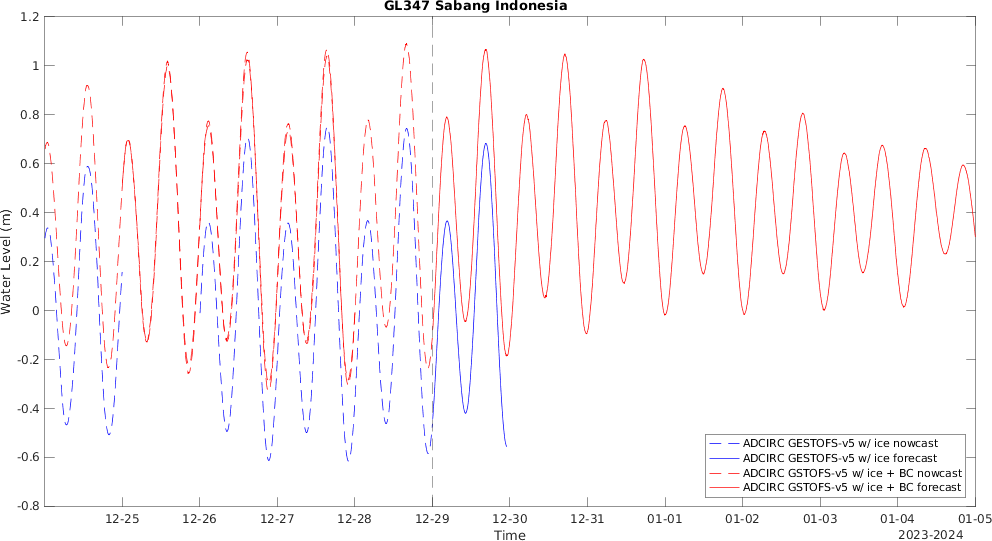 GL347 Sabang Indonesia
1.2
1
0.8
0.6
0.4
0.2
0
-0.2
-0.4
-0.6
-0.8
Water Level (m)
ADCIRC GESTOFS-v5 w/ ice nowcast
ADCIRC GESTOFS-v5 w/ ice forecast
ADCIRC GSTOFS-v5 w/ ice + BC nowcast
ADCIRC GSTOFS-v5 w/ ice + BC forecast
12-25 12-26 12-27 12-28 12-29 12-30 12-31 01-01 01-02 01-03 01-04 01-05
Time
2023-2024